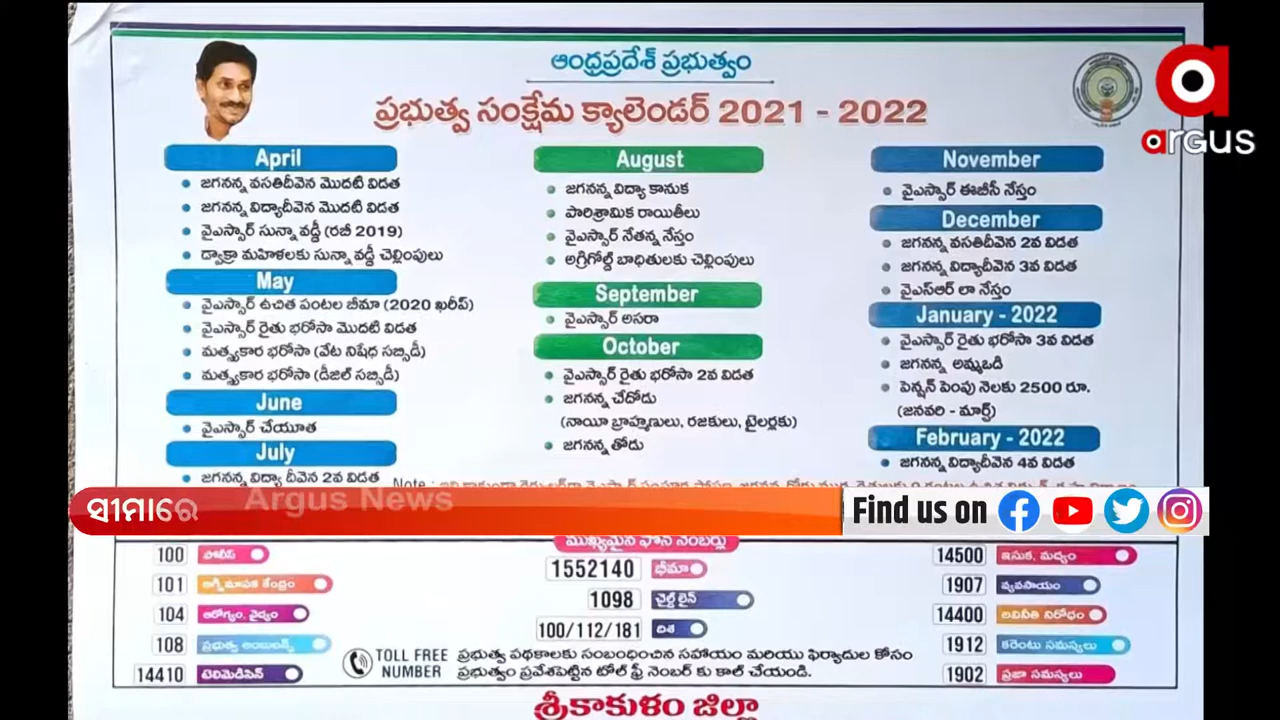 ఆంధ్రప్రదేశ్ ప్రభుత్వం
ప్రభుత్వ సంక్షేమ క్యాలెండర్ 2021 - 2022
argus
April
జగనన్న వసతిదీవెన మొదటి విడత
జగనన్న విద్యాదీవెన మొదటి విడత
వైఎస్సార్ సున్నా వడ్డీ (రబీ 2019)
డ్వాక్రా మహిళలకు సున్నా వడ్డీ చెల్లింపులు
May
వైఎస్సార్ ఉచిత పంటల బీమా (2020 ఖరీఫ్)
వైఎస్సార్ రైతు భరోసా మొదటి విడత
మత్స్యకార భరోసా (వేట నిషేధ సబ్సిడీ)
మత్స్యకార భరోసా (డీజిల్ సబ్సిడీ)
June
వైఎస్సార్ చేయూత
July
జగనన్న విద్యా దీవెన 2వ విడత
August
జగనన్న విద్యా కానుక
పారిశ్రామిక రాయితీలు
వైఎస్సార్ నేతన్న నేస్తం
అగ్రిగోల్డ్ బాధితులకు చెల్లింపులు
September
వైఎస్సార్ అసరా
October
వైఎస్సార్ రైతు భరోసా 2వ విడత
జగనన్న చేదోడు
(నాయీ బ్రాహ్మణులు, రజకులు, టైలర్లకు)
జగనన్న తోడు
November
వైఎస్సార్ ఈబీసీ నేస్తం
December
జగనన్న వసతిదీవెన 2వ విడత
జగనన్న విద్యాదీవెన 3వ విడత
వైఎస్ఆర్ లా నేస్తం
January - 2022
వైఎస్సార్ రైతు భరోసా 3వ విడత
జగనన్న అమ్మఒడి
పెన్షన్ పెంపు నెలకు 2500 రూ.
(జనవరి - మార్చ్)
February - 2022
జగనన్న విద్యాదీవెన 4వ విడత
Note :
Argus News
ସୀମାରେ
Find us on
ముఖ్యమైన ఫోన్ నెంబర్లు
100 పోలీస్
101 అగ్నిమాపక కేంద్రం
104 ఆరోగ్యం, వైద్యం
108 ప్రభుత్వ అంబులెన్స్
14410 టెలిమెడిసిన్
1552140 భీమా
1098 చైల్డ్ లైన్
100/112/181 దిశ
14500 ఇసుక, మద్యం
1907 వ్యవసాయం
14400 అవినీతి నిరోధం
1912 కరెంటు సమస్యలు
1902 ప్రజా సమస్యలు
TOLL FREE NUMBER
ప్రభుత్వ పథకాలకు సంబంధించిన సహాయం మరియు ఫిర్యాదుల కోసం
ప్రభుత్వం ప్రవేశపెట్టిన టోల్ ఫ్రీ నెంబర్ కు కాల్ చేయండి.
శ్రీకాకుళం జిల్లా